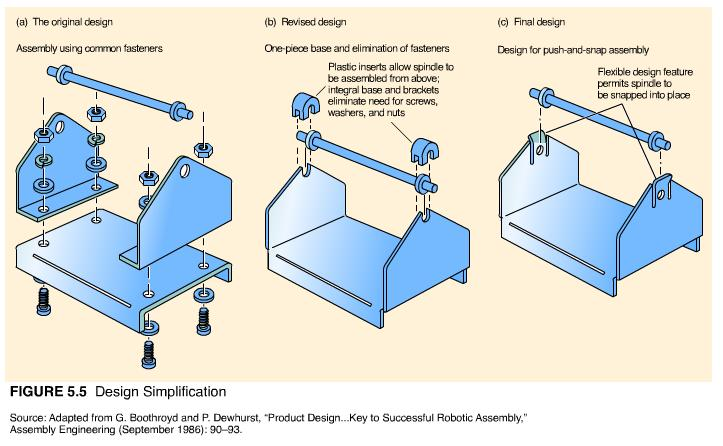 (a) The original design
Assembly using common fasteners
(b) Revised design
One-piece base and elimination of fasteners
Plastic inserts allow spindle to
be assembled from above;
integral base and brackets
eliminate need for screws,
washers, and nuts
(c) Final design
Design for push-and-snap assembly
Flexible design feature
permits spindle to
be snapped into place
FIGURE 5.5 Design Simplification
Source: Adapted from G. Boothroyd and P. Dewhurst, “Product Design...Key to Successful Robotic Assembly,”
Assembly Engineering (September 1986): 90–93.